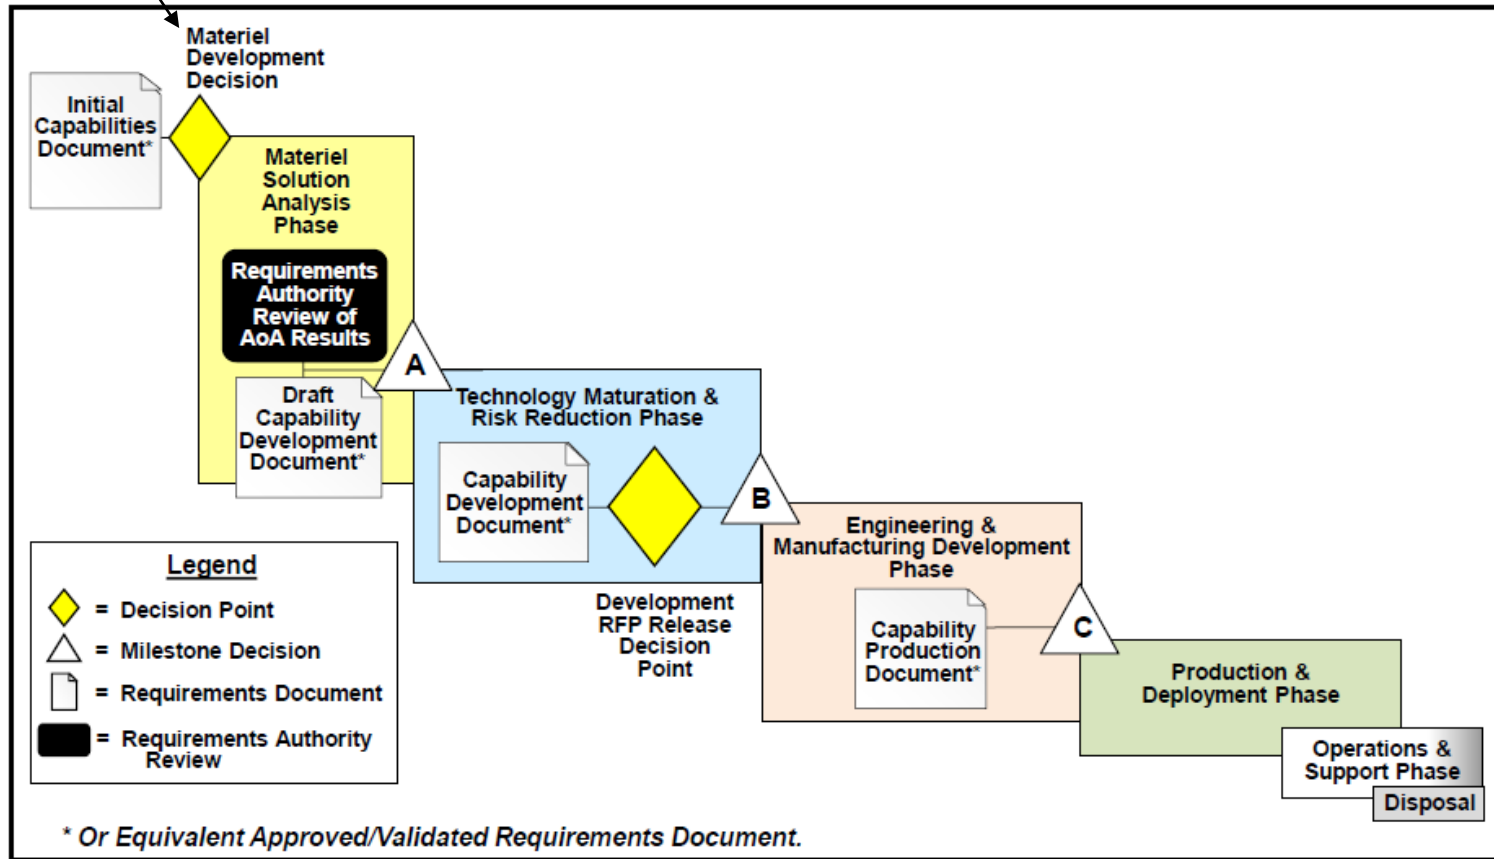 Materiel
Development
Decision
Initial
Capabilities
Document*
Materiel
Solution
Analysis
Phase
Requirements
Authority
Review of
AoA Results
A
Draft
Capability
Development
Document*
Technology Maturation &
Risk Reduction Phase
Capability
Development
Document*
B
Development
RFP Release
Decision
Point
Engineering &
Manufacturing Development
Phase
Capability
Production
Document*
C
Production &
Deployment Phase
Operations &
Support Phase
Disposal
Legend
= Decision Point
= Milestone Decision
= Requirements Document
= Requirements Authority
Review
* Or Equivalent Approved/Validated Requirements Document.